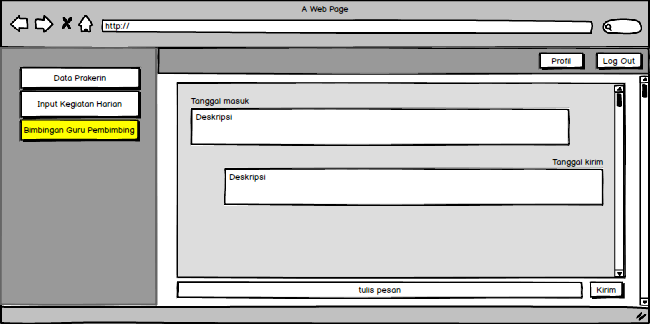 A Web Page
http://
Profil
Log Out
Data Prakerin
Input Kegiatan Harian
Bimbingan Guru Pembimbing
Tanggal masuk
Deskripsi
Tanggal kirim
Deskripsi
tulis pesan
Kirim